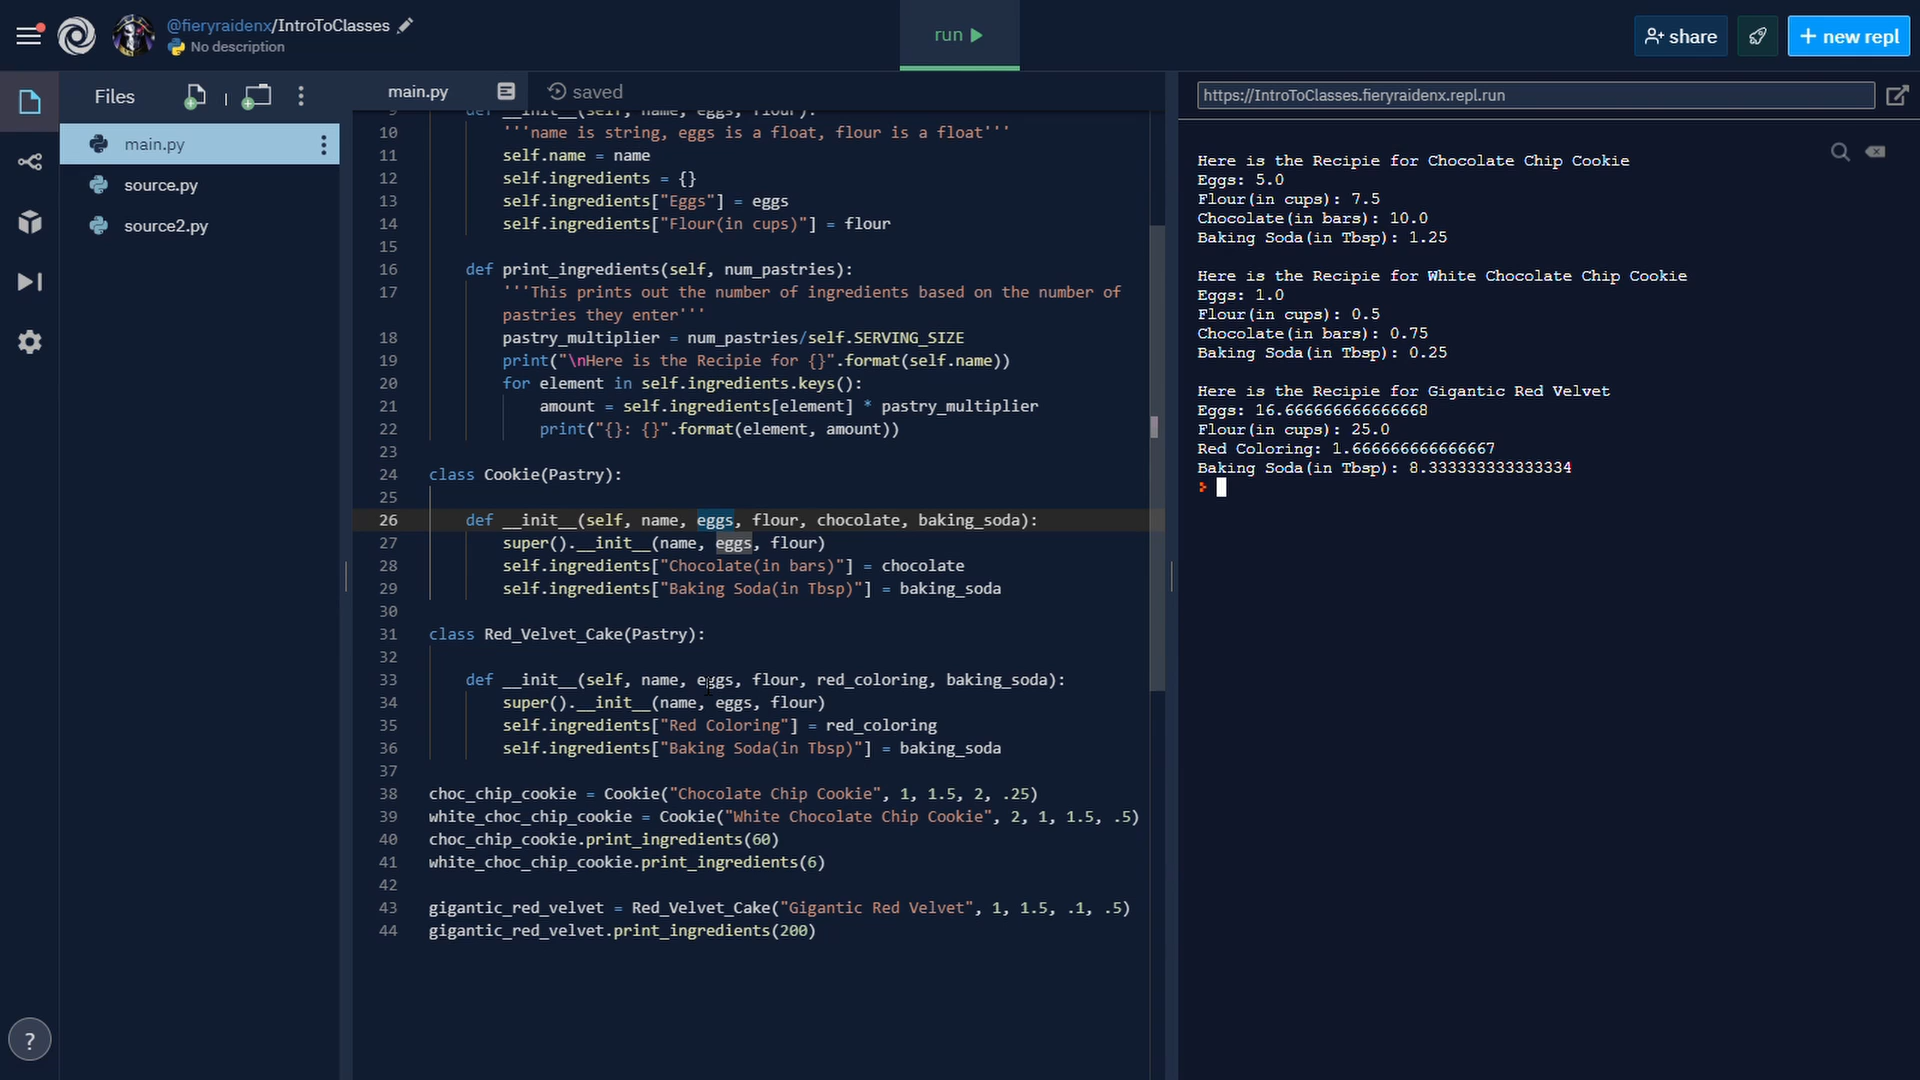 @fieryraidenx/IntroToClasses
No description
run
share
+ new repl
Files
main.py
source.py
source2.py
main.py
saved
9 def __init__(self, name, eggs, flour):
10 '''name is string, eggs is a float, flour is a float'''
11 self.name = name
12 self.ingredients = {}
13 self.ingredients["Eggs"] = eggs
14 self.ingredients["Flour(in cups)"] = flour
15
16 def print_ingredients(self, num_pastries):
17 '''This prints out the number of ingredients based on the number of
pastries they enter'''
18 pastry_multiplier = num_pastries/self.SERVING_SIZE
19 print("\nHere is the Recipie for {}".format(self.name))
20 for element in self.ingredients.keys():
21 amount = self.ingredients[element] * pastry_multiplier
22 print("{}: {}".format(element, amount))
23
24 class Cookie(Pastry):
25
26 def __init__(self, name, eggs, flour, chocolate, baking_soda):
27 super().__init__(name, eggs, flour)
28 self.ingredients["Chocolate(in bars)"] = chocolate
29 self.ingredients["Baking Soda(in Tbsp)"] = baking_soda
30
31 class Red_Velvet_Cake(Pastry):
32
33 def __init__(self, name, eggs, flour, red_coloring, baking_soda):
34 super().__init__(name, eggs, flour)
35 self.ingredients["Red Coloring"] = red_coloring
36 self.ingredients["Baking Soda(in Tbsp)"] = baking_soda
37
38 choc_chip_cookie = Cookie("Chocolate Chip Cookie", 1, 1.5, 2, .25)
39 white_choc_chip_cookie = Cookie("White Chocolate Chip Cookie", 2, 1, 1.5, .5)
40 choc_chip_cookie.print_ingredients(60)
41 white_choc_chip_cookie.print_ingredients(6)
42
43 gigantic_red_velvet = Red_Velvet_Cake("Gigantic Red Velvet", 1, 1.5, .1, .5)
44 gigantic_red_velvet.print_ingredients(200)
https://IntroToClasses.fieryraidenx.repl.run
Here is the Recipie for Chocolate Chip Cookie
Eggs: 5.0
Flour(in cups): 7.5
Chocolate(in bars): 10.0
Baking Soda(in Tbsp): 1.25
Here is the Recipie for White Chocolate Chip Cookie
Eggs: 1.0
Flour(in cups): 0.5
Chocolate(in bars): 0.75
Baking Soda(in Tbsp): 0.25
Here is the Recipie for Gigantic Red Velvet
Eggs: 16.666666666666668
Flour(in cups): 25.0
Red Coloring: 1.6666666666666667
Baking Soda(in Tbsp): 8.333333333333334
>
?